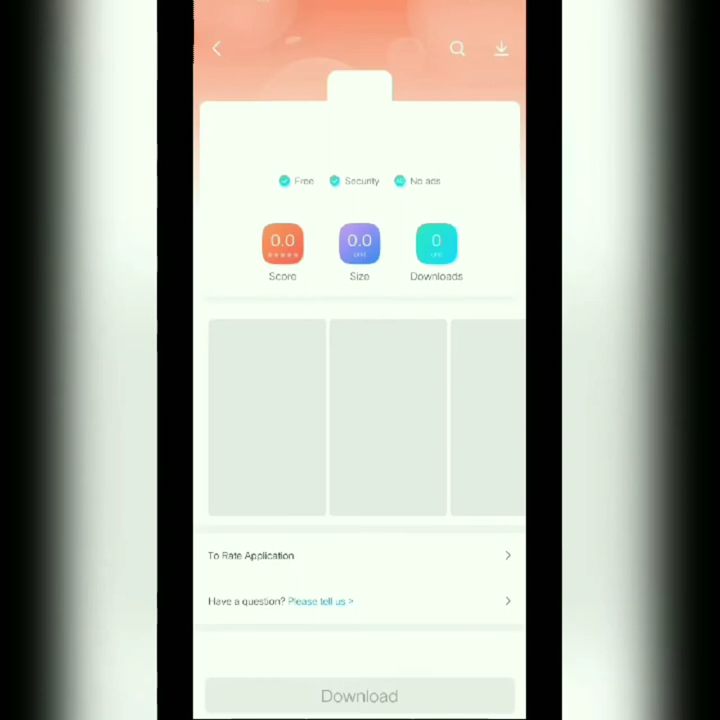 Free Security No ads
0.0 0.0 0
Score Size Downloads
To Rate Application
Have a question? Please tell us >
Download